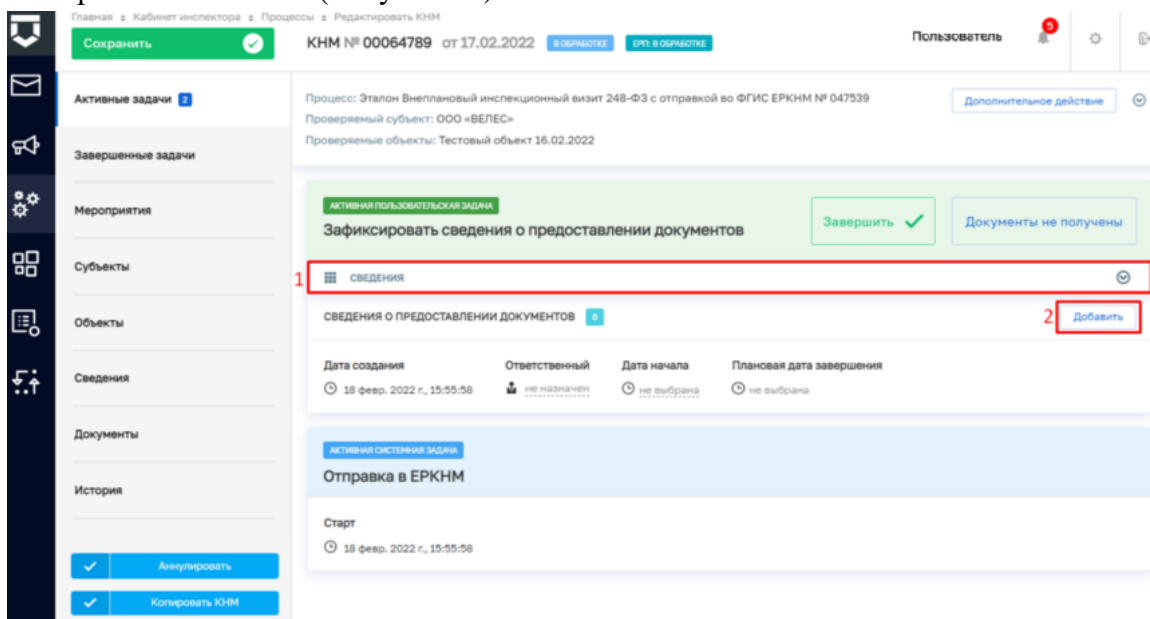 Главная Кабинет инспектора Процессы Редактировать КНМ
Сохранить
КНМ № 00064789 от 17.02.2022 В ОБРАБОТКЕ ЕРП: В ОБРАБОТКЕ
Пользователь 5
Активные задачи 2
Завершенные задачи
Мероприятия
Субъекты
Объекты
Сведения
Документы
История
Аннулировать
Копировать КНМ
Процесс: Эталон Внеплановый инспекционный визит 248-ФЗ с отправкой во ФГИС ЕРКНМ № 047539
Дополнительное действие
Проверяемый субъект: ООО «ВЕЛЕС»
Проверяемые объекты: Тестовый объект 16.02.2022
АКТИВНАЯ ПОЛЬЗОВАТЕЛЬСКАЯ ЗАДАЧА
Зафиксировать сведения о предоставлении документов
Завершить
Документы не получены
1 СВЕДЕНИЯ
СВЕДЕНИЯ О ПРЕДОСТАВЛЕНИИ ДОКУМЕНТОВ 0
2 Добавить
Дата создания Ответственный Дата начала Плановая дата завершения
18 февр. 2022 г., 15:55:58 не назначен не выбрана не выбрана
АКТИВНАЯ СИСТЕМНАЯ ЗАДАЧА
Отправка в ЕРКНМ
Старт
18 февр. 2022 г., 15:55:58